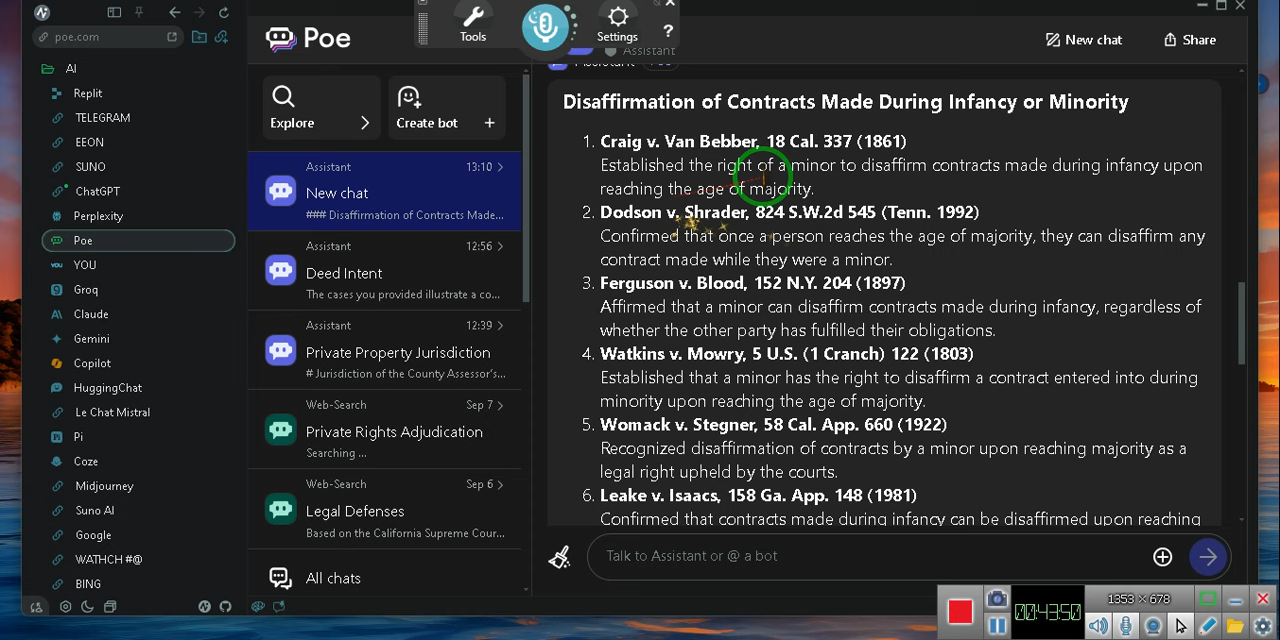 Tools
Settings
?
poe.com
Poe
New chat
Share
Assistant
AI
Replit
TELEGRAM
EEON
SUNO
ChatGPT
Perplexity
Poe
YOU
Groq
Claude
Gemini
Copilot
HuggingChat
Le Chat Mistral
Pi
Coze
Midjourney
Suno AI
Google
WATHCH #@
BING
Explore
Create bot +
Assistant 13:10
New chat
### Disaffirmation of Contracts Made...
Assistant 12:56
Deed Intent
The cases you provided illustrate a co...
Assistant 12:39
Private Property Jurisdiction
# Jurisdiction of the County Assessor's...
Web-Search Sep 7
Private Rights Adjudication
Searching ...
Web-Search Sep 6
Legal Defenses
Based on the California Supreme Cour...
All chats
Disaffirmation of Contracts Made During Infancy or Minority
1. Craig v. Van Bebber, 18 Cal. 337 (1861)
Established the right of a minor to disaffirm contracts made during infancy upon
reaching the age of majority.
2. Dodson v. Shrader, 824 S.W.2d 545 (Tenn. 1992)
Confirmed that once a person reaches the age of majority, they can disaffirm any
contract made while they were a minor.
3. Ferguson v. Blood, 152 N.Y. 204 (1897)
Affirmed that a minor can disaffirm contracts made during infancy, regardless of
whether the other party has fulfilled their obligations.
4. Watkins v. Mowry, 5 U.S. (1 Cranch) 122 (1803)
Established that a minor has the right to disaffirm a contract entered into during
minority upon reaching the age of majority.
5. Womack v. Stegner, 58 Cal. App. 660 (1922)
Recognized disaffirmation of contracts by a minor upon reaching majority as a
legal right upheld by the courts.
6. Leake v. Isaacs, 158 Ga. App. 148 (1981)
Confirmed that contracts made during infancy can be disaffirmed upon reaching
Talk to Assistant or @ a bot
1353 × 678
00:43:50